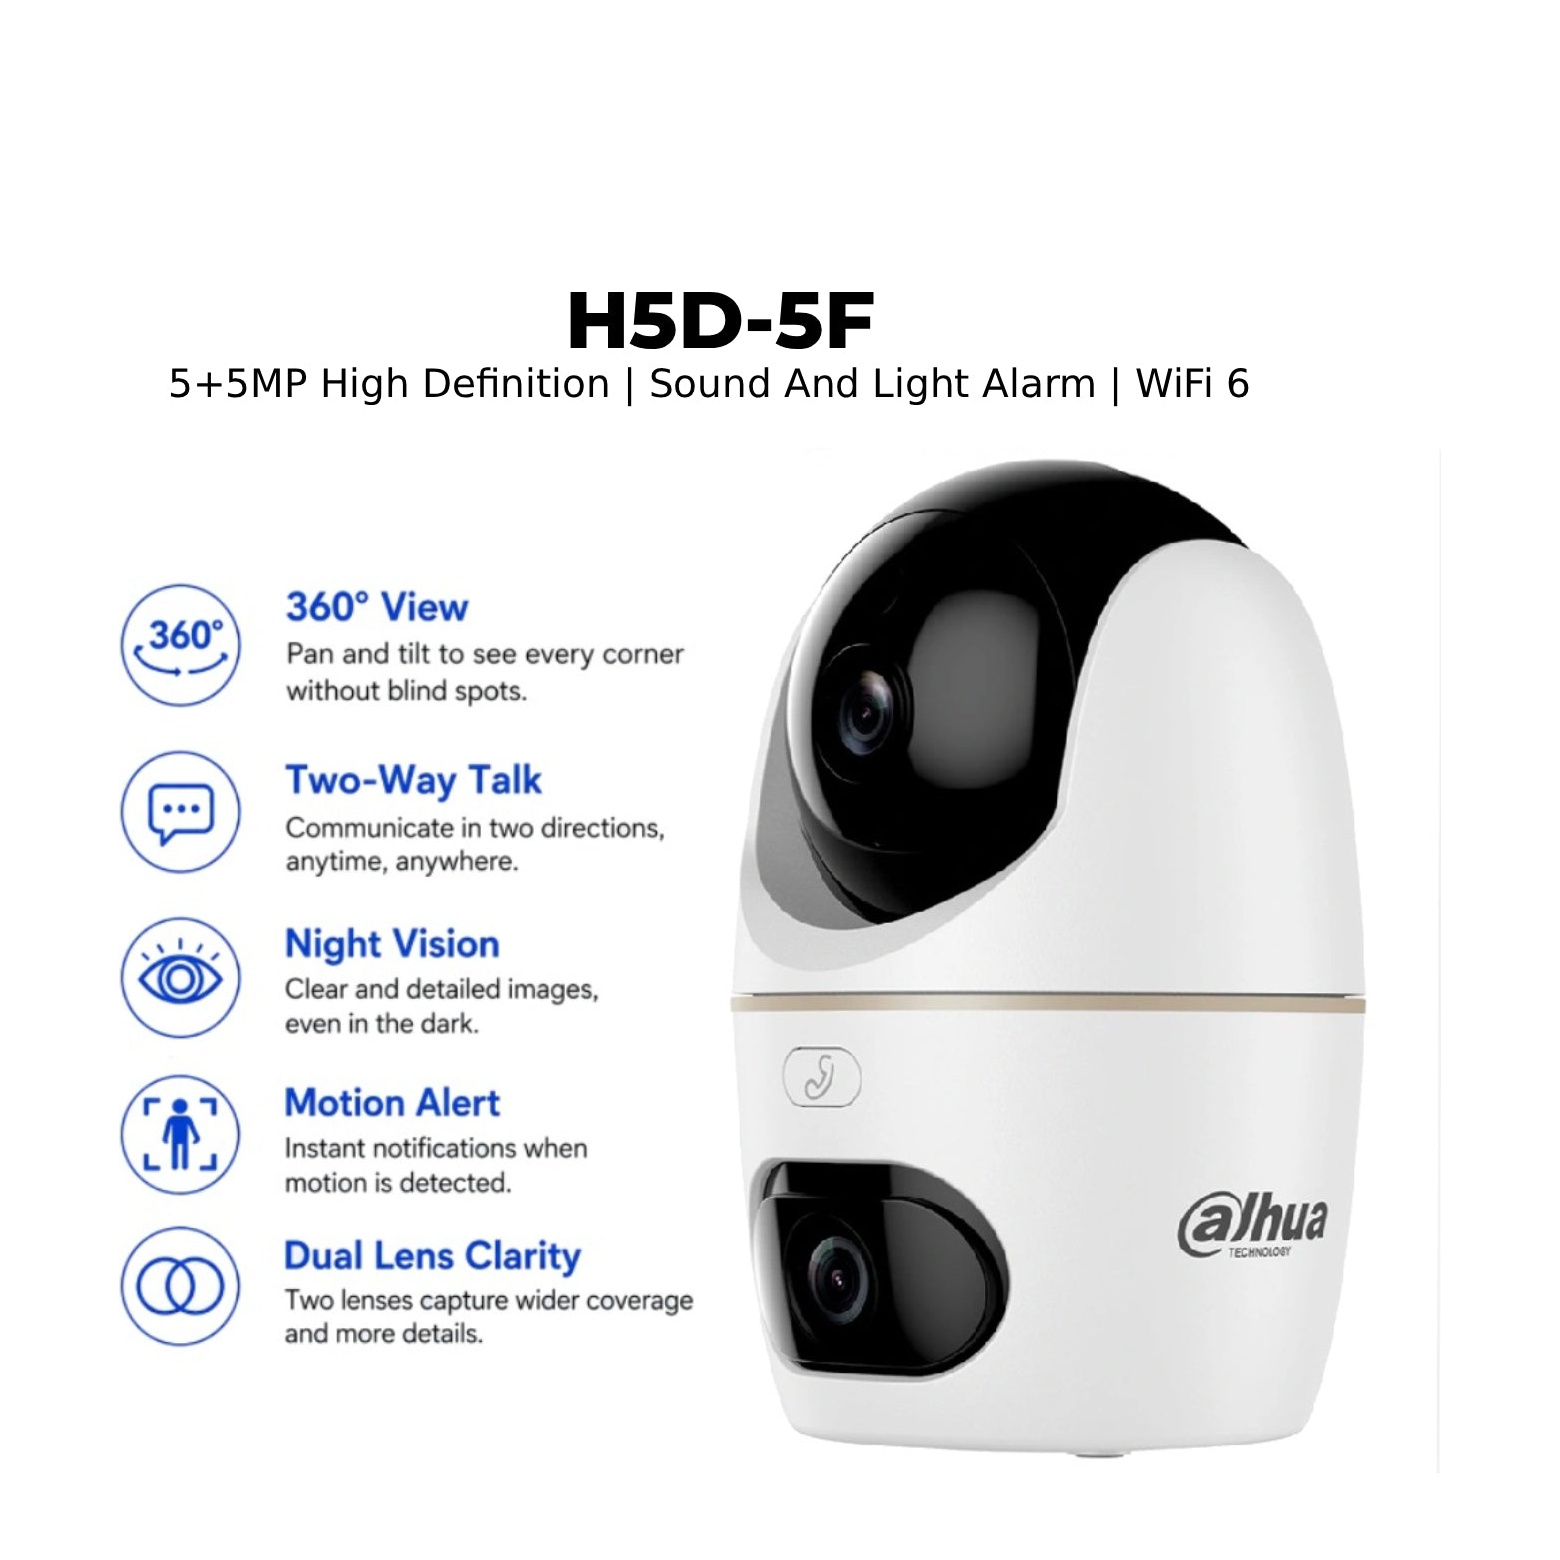 H5D-5F
5+5MP High Definition | Sound And Light Alarm | WiFi 6
360°
360° View
Pan and tilt to see every corner
without blind spots.
Two-Way Talk
Communicate in two directions,
anytime, anywhere.
Night Vision
Clear and detailed images,
even in the dark.
Motion Alert
Instant notifications when
motion is detected.
Dual Lens Clarity
Two lenses capture wider coverage
and more details.
alhua
TECHNOLOGY